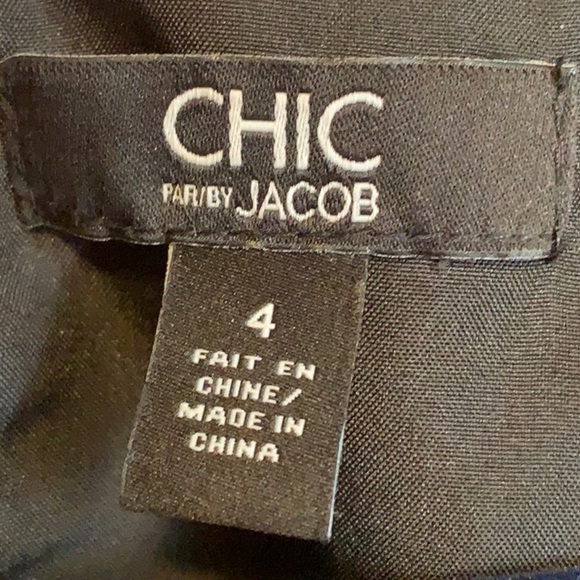 CHIC
PAR/BY JACOB
4
FAIT EN
CHINE/
MADE IN
CHINA